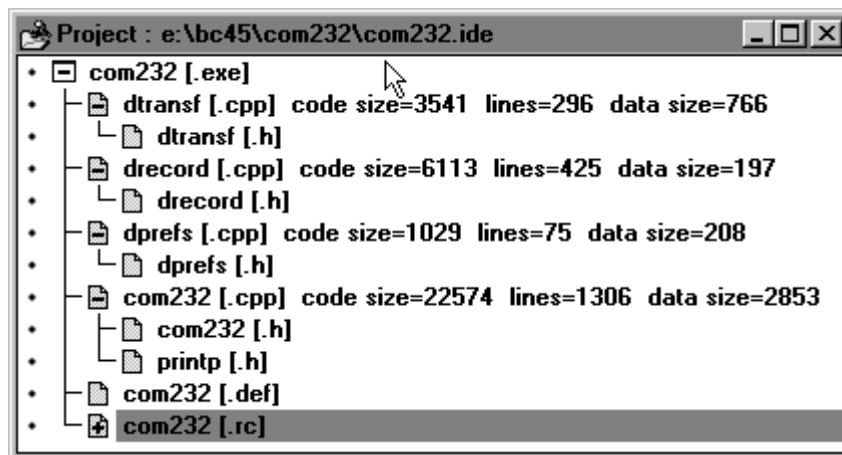 Project : e:\bc45\com232\com232.ide
com232 [.exe]
dtransf [.cpp] code size=3541 lines=296 data size=766
dtransf [.h]
drecord [.cpp] code size=6113 lines=425 data size=197
drecord [.h]
dprefs [.cpp] code size=1029 lines=75 data size=208
dprefs [.h]
com232 [.cpp] code size=22574 lines=1306 data size=2853
com232 [.h]
printp [.h]
com232 [.def]
com232 [.rc]